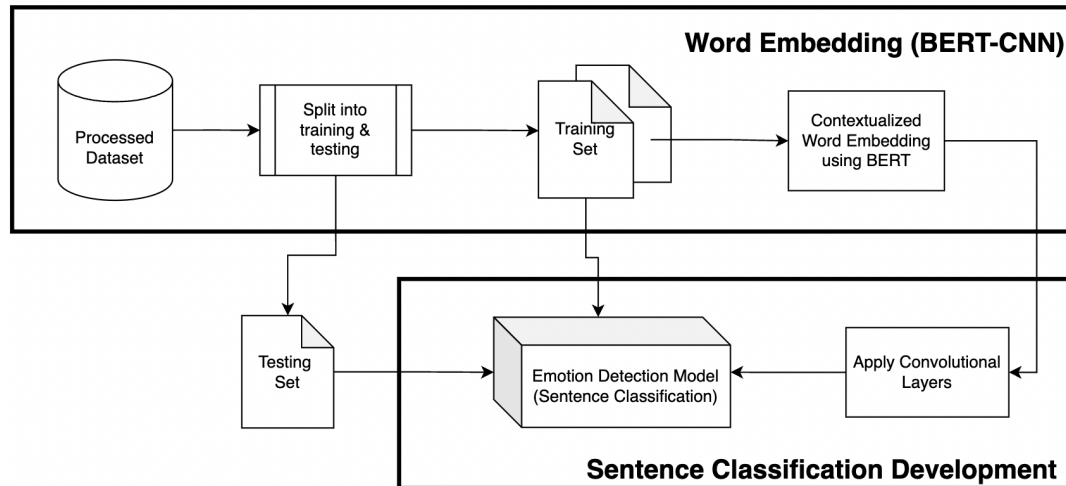 Word Embedding (BERT-CNN)
Processed
Dataset
Split into
training &
testing
Training
Set
Contextualized
Word Embedding
using BERT
Testing
Set
Emotion Detection Model
(Sentence Classification)
Apply Convolutional
Layers
Sentence Classification Development